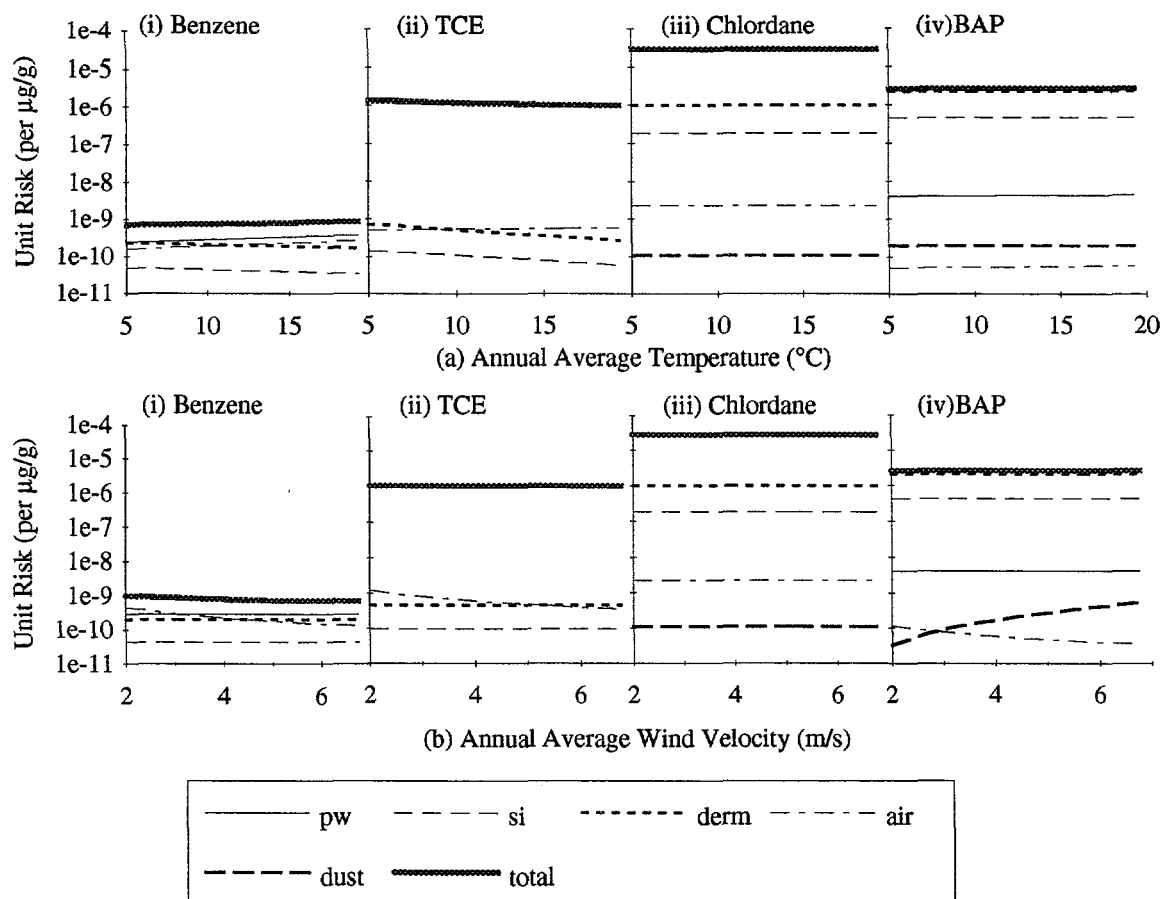 (i) Benzene (ii) TCE (iii) Chlordane (iv)BAP
Unit Risk (per µg/g)
1e-4
1e-5
1e-6
1e-7
1e-8
1e-9
1e-10
1e-11
5 10 15 5 10 15 5 10 15 5 10 15 20
(a) Annual Average Temperature (°C)
(i) Benzene (ii) TCE (iii) Chlordane (iv)BAP
Unit Risk (per µg/g)
1e-4
1e-5
1e-6
1e-7
1e-8
1e-9
1e-10
1e-11
2 4 6 2 4 6 2 4 6 2 4 6
(b) Annual Average Wind Velocity (m/s)
pw si derm air
dust total